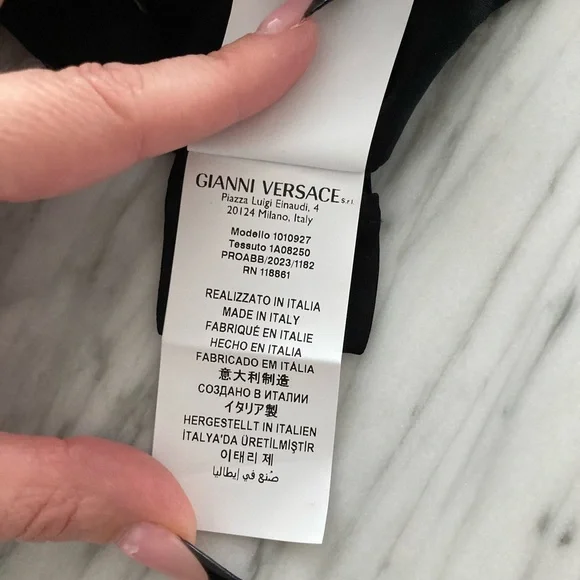 GIANNI VERSACE S.r.l.
Piazza Luigi Einaudi, 4
20124 Milano, Italy
Modello 1010927
Tessuto 1A08250
PROABB/2023/1182
RN 118861
REALIZZATO IN ITALIA
MADE IN ITALY
FABRIQUÉ EN ITALIE
HECHO EN ITALIA
FABRICADO EM ITÁLIA
意大利制造
СОЗДАНО В ИТАЛИИ
イタリア製
HERGESTELLT IN ITALIEN
İTALYA'DA ÜRETİLMİŞTİR
이태리 제
صُنع في إيطاليا